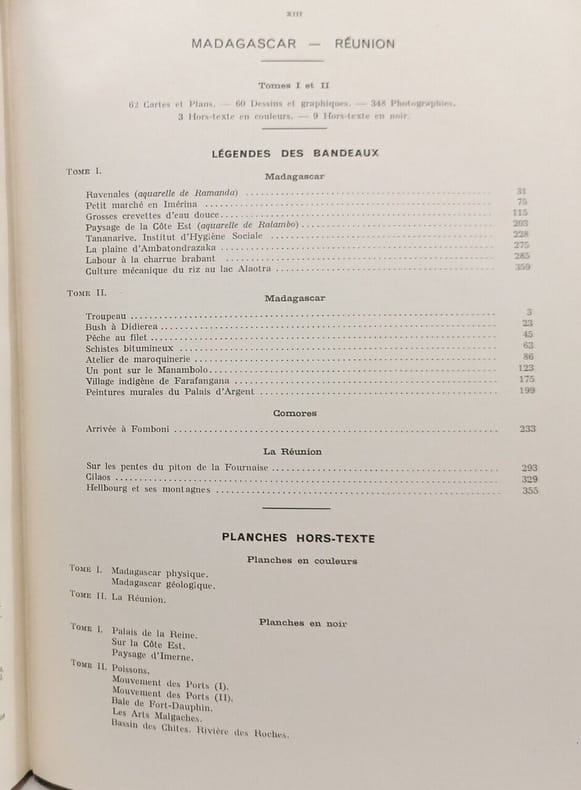 XIII
MADAGASCAR — RÉUNION
Tomes I et II
62 Cartes et Plans. — 60 Dessins et graphiques. — 348 Photographies.
3 Hors-texte en couleurs. — 9 Hors-texte en noir.
LÉGENDES DES BANDEAUX
TOME I.
Madagascar
Ravenales (aquarelle de Ramanda) 31
Petit marché en Imérina 75
Grosses crevettes d'eau douce 115
Paysage de la Côte Est (aquarelle de Ralambo) 203
Tananarive. Institut d'Hygiène Sociale 228
La plaine d'Ambatondrazaka 275
Labour à la charrue brabant 285
Culture mécanique du riz au lac Alaotra 359
TOME II.
Madagascar
Troupeau 3
Bush à Didierea 23
Pêche au filet 45
Schistes bitumineux 63
Atelier de maroquinerie 86
Un pont sur le Manambolo 123
Village indigène de Farafangana 175
Peintures murales du Palais d'Argent 199
Comores
Arrivée à Fomboni 233
La Réunion
Sur les pentes du piton de la Fournaise 293
Cilaos 329
Hellbourg et ses montagnes 355
PLANCHES HORS-TEXTE
Planches en couleurs
TOME I. Madagascar physique.
Madagascar géologique.
TOME II. La Réunion.
Planches en noir
TOME I. Palais de la Reine.
Sur la Côte Est.
Paysage d'Imerne.
TOME II. Poissons.
Mouvement des Ports (I).
Mouvement des Ports (II).
Baie de Fort-Dauphin.
Les Arts Malgaches.
Bassin des Chites. Rivière des Roches.